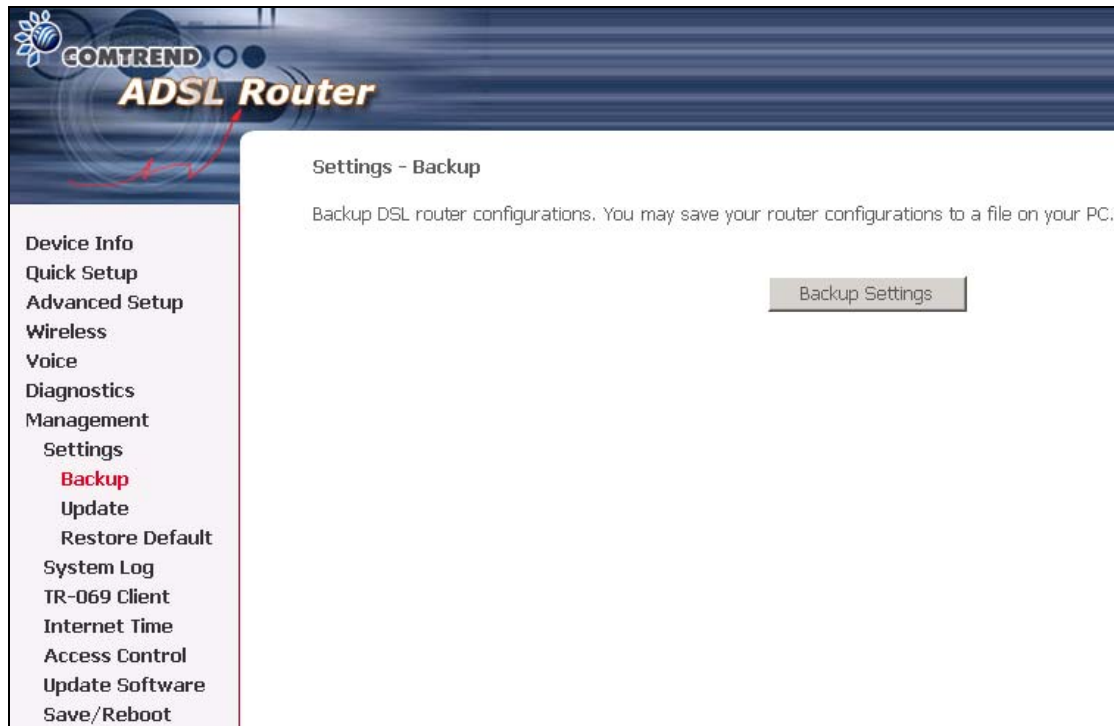 COMTREND
ADSL Router
Settings - Backup
Backup DSL router configurations. You may save your router configurations to a file on your PC.
Backup Settings
Device Info
Quick Setup
Advanced Setup
Wireless
Voice
Diagnostics
Management
Settings
Backup
Update
Restore Default
System Log
TR-069 Client
Internet Time
Access Control
Update Software
Save/Reboot